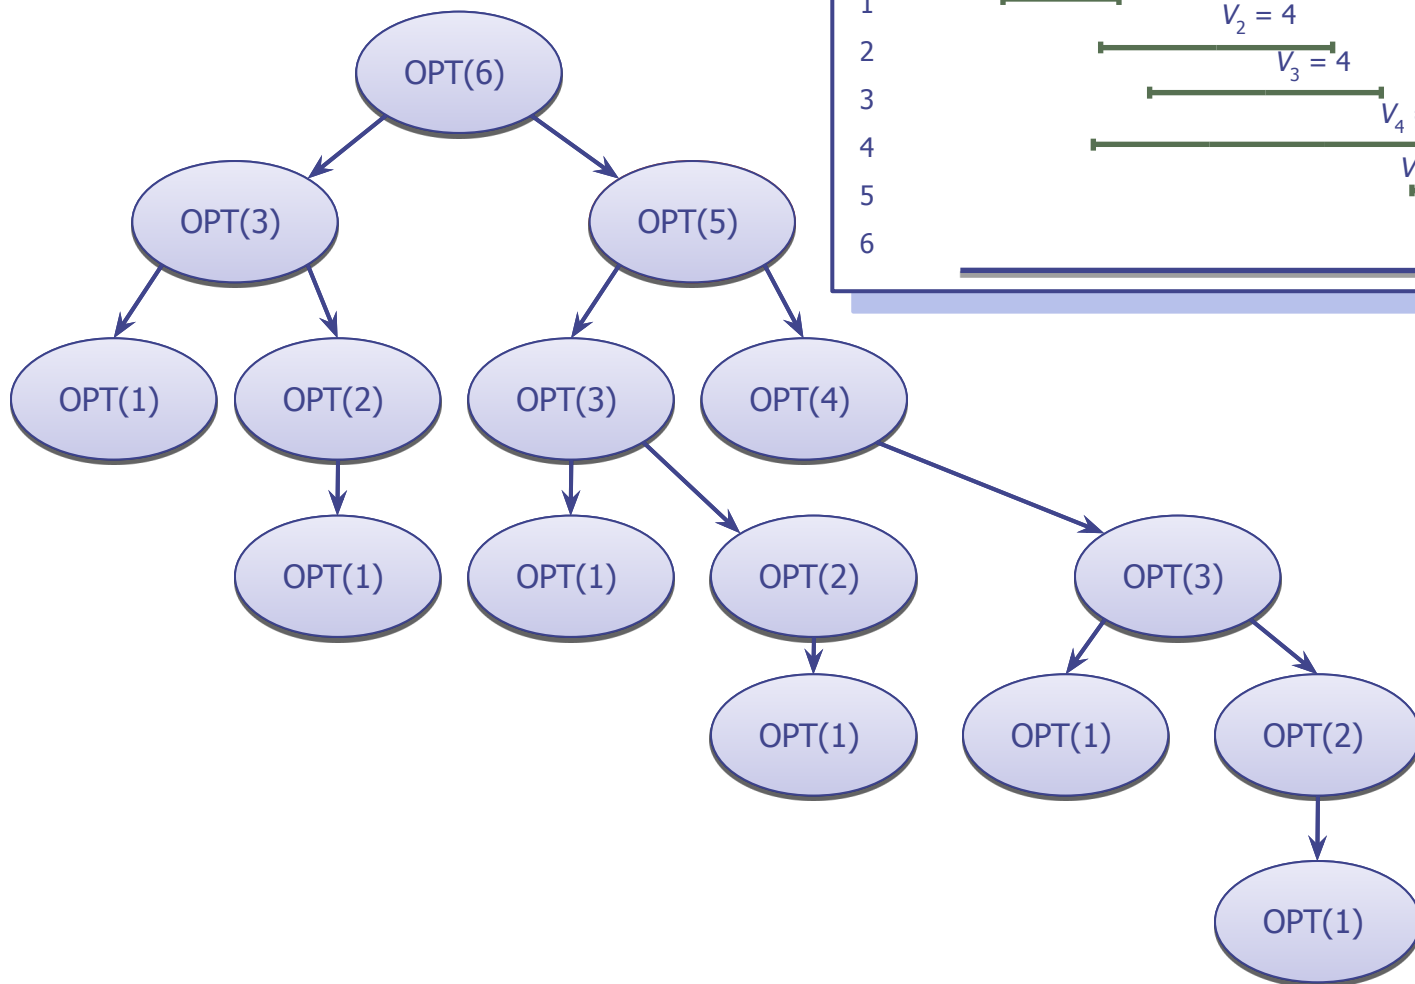 OPT(6)
OPT(3)
OPT(5)
OPT(1)
OPT(2)
OPT(3)
OPT(4)
OPT(1)
OPT(1)
OPT(2)
OPT(3)
OPT(1)
OPT(1)
OPT(2)
OPT(1)
1
V2 = 4
2
V3 = 4
3
V4
4
V
5
6